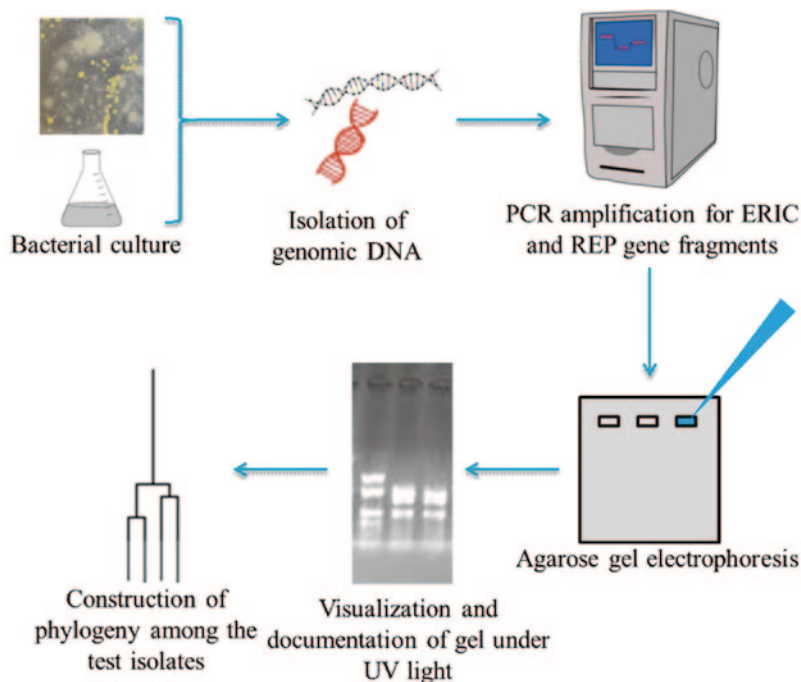 Bacterial culture
Isolation of
genomic DNA
PCR amplification for ERIC
and REP gene fragments
Agarose gel electrophoresis
Visualization and
documentation of gel under
UV light
Construction of
phylogeny among the
test isolates